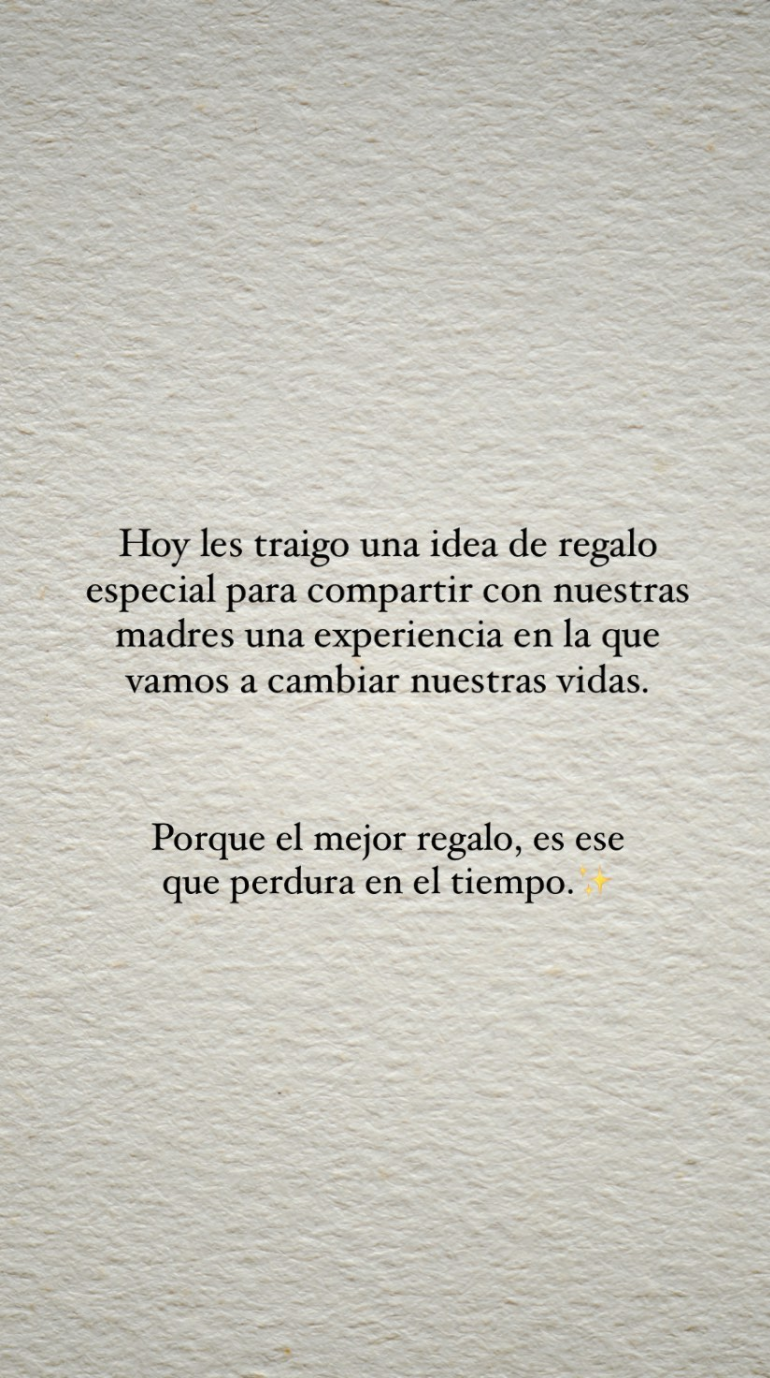 Hoy les traigo una idea de regalo
especial para compartir con nuestras
madres una experiencia en la que
vamos a cambiar nuestras vidas.
Porque el mejor regalo, es ese
que perdura en el tiempo.✨